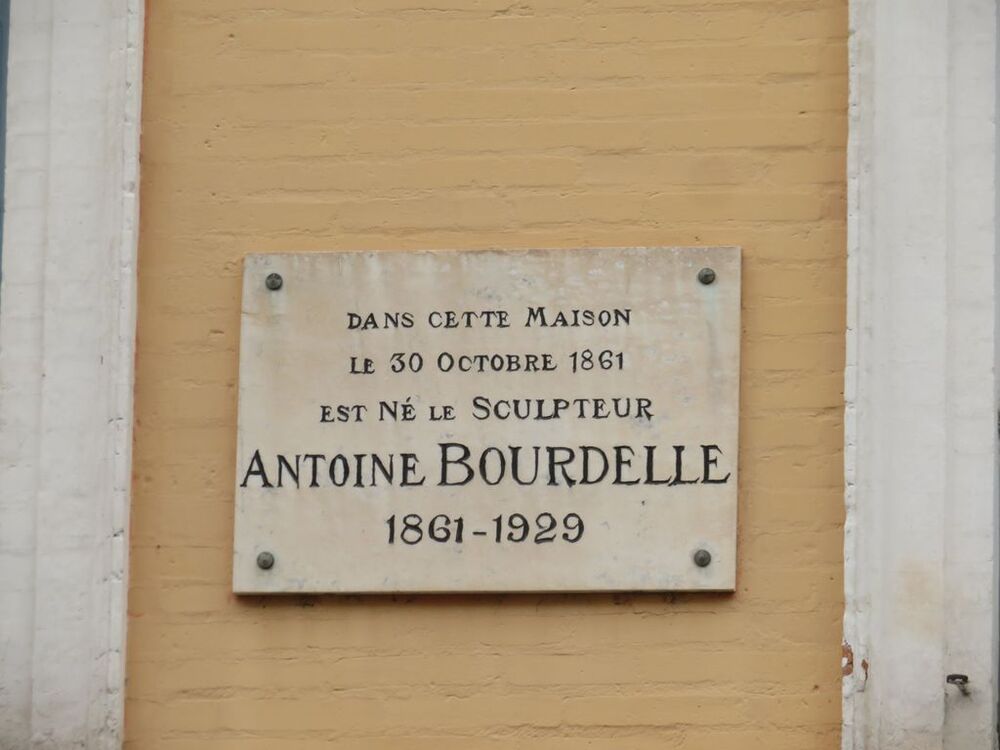 DANS CETTE MAISON
LE 30 OCTOBRE 1861
EST NÉ LE SCULPTEUR
ANTOINE BOURDELLE
1861-1929